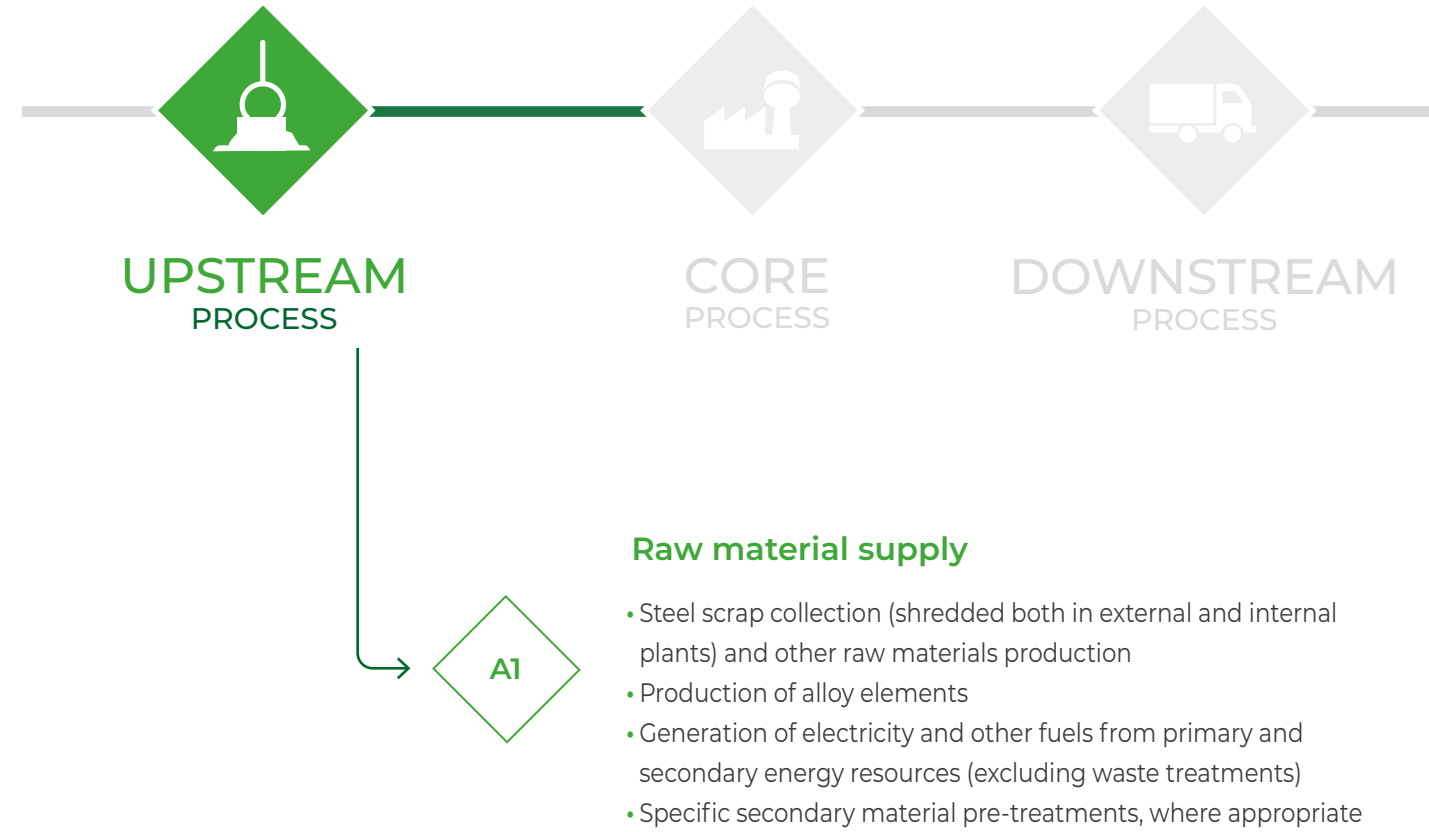 UPSTREAM
PROCESS
CORE
PROCESS
DOWNSTREAM
PROCESS
A1
Raw material supply
• Steel scrap collection (shredded both in external and internal
plants) and other raw materials production
• Production of alloy elements
• Generation of electricity and other fuels from primary and
secondary energy resources (excluding waste treatments)
• Specific secondary material pre-treatments, where appropriate